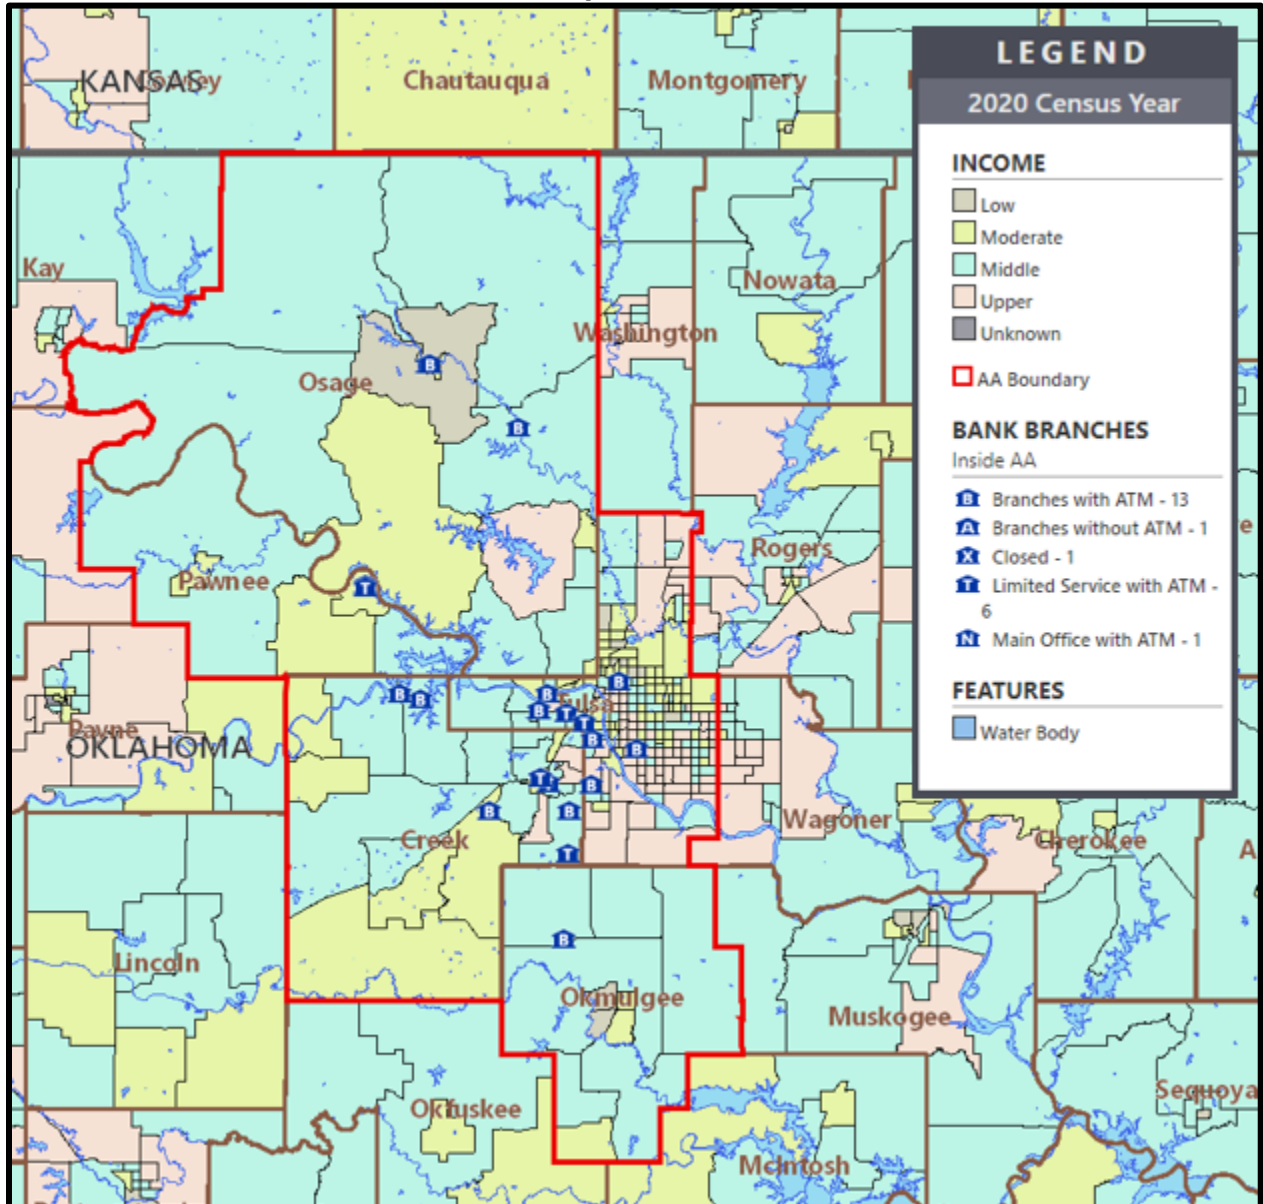 KANSAS
Chautauqua
Montgomery
LEGEND
2020 Census Year
INCOME
Low
Moderate
Middle
Upper
Unknown
AA Boundary
BANK BRANCHES
Inside AA
B Branches with ATM - 13
A Branches without ATM - 1
X Closed - 1
T Limited Service with ATM -
6
N Main Office with ATM - 1
FEATURES
Water Body
Kay
Nowata
Washington
Osage
B
B
Rogers
Pawnee
T
B
B
B
B
B
T
T
B
B
Payne
OKLAHOMA
T
B
B
B
Wagoner
Creek
Cherokee
T
B
Lincoln
Okmulgee
Muskogee
Okfuskee
Sequoya
McIntosh